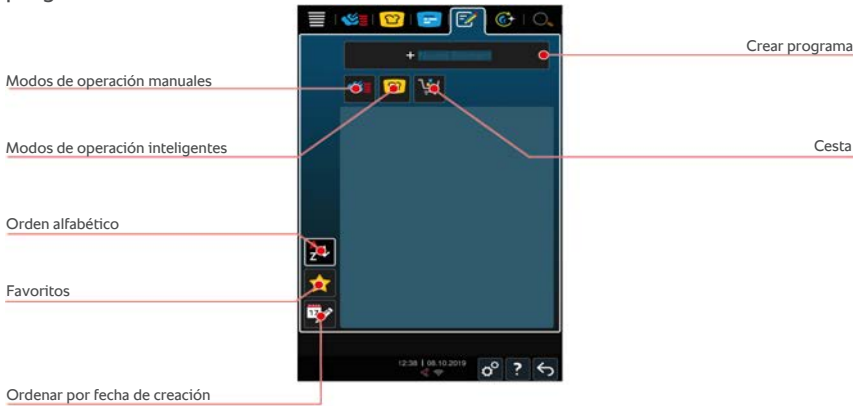 Crear programa
+
Modos de operación manuales
Modos de operación inteligentes
Cesta
Orden alfabético
Favoritos
17
Ordenar por fecha de creación
12:38 | 08.10.2019
?